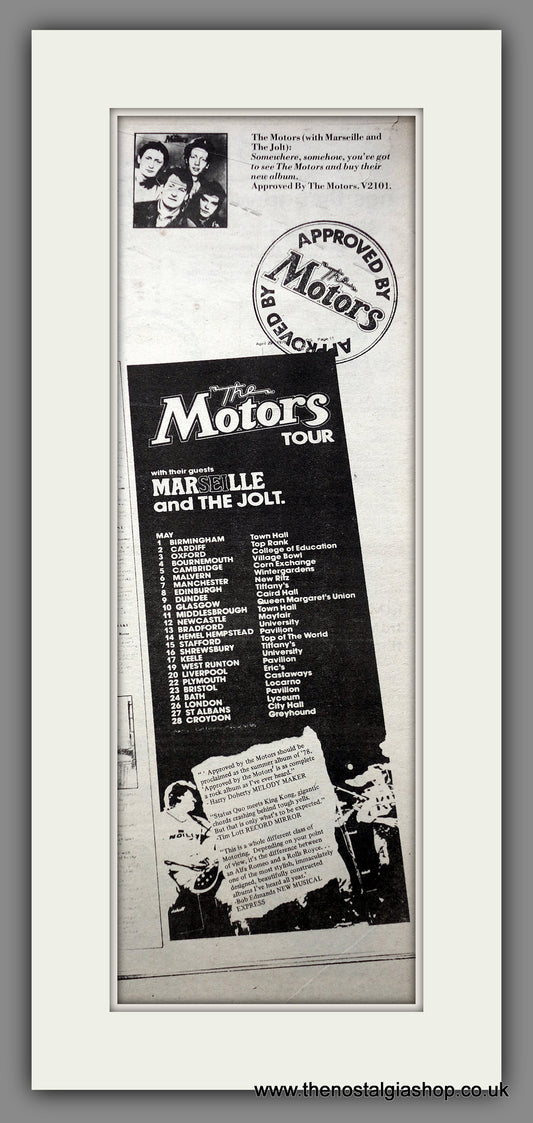 The Motors (with Marseille and
The Jolt):
Somewhere, somehow, you've got
to see The Motors and buy their
new album.
Approved By The Motors. V2101.
APPROVED BY
The Motors
APPROVED BY
The
Motors
TOUR
with their guests
MARSEILLE
and THE JOLT.
MAY
1 BIRMINGHAM Town Hall
2 CARDIFF Top Rank
3 OXFORD College of Education
4 BOURNEMOUTH Village Bowl
5 CAMBRIDGE Corn Exchange
6 MALVERN Wintergardens
7 MANCHESTER New Ritz
8 EDINBURGH Tiffany's
9 DUNDEE Caird Hall
10 GLASGOW Queen Margaret's Union
11 MIDDLESBROUGH Town Hall
12 NEWCASTLE Mayfair
13 BRADFORD University
14 HEMEL HEMPSTEAD Pavilion
15 STAFFORD Top of The World
16 SHREWSBURY Tiffany's
17 KEELE University
19 WEST RUNTON Pavilion
20 LIVERPOOL Eric's
22 PLYMOUTH Castaways
23 BRISTOL Locarno
24 BATH Pavilion
26 LONDON Lyceum
27 ST ALBANS City Hall
28 CROYDON Greyhound
"'Approved by the Motors should be
proclaimed as the summer album of '78,
'Approved by the Motors' is as complete
a rock album as I've ever heard."
-Harry Doherty MELODY MAKER
"Status Quo meets King Kong, gigantic
chords crashing behind tough yells.
But that is only what's to be expected."
-Tim Lott RECORD MIRROR
"This is a whole different class of
Motoring. Depending on your point
of view, it's the difference between
an Alfa Romeo and a Rolls Royce. . .
one of the most stylish, immaculately
designed, beautifully constructed
albums I've heard all year."
-Bob Edmands NEW MUSICAL
EXPRESS
www.thenostalgiashop.co.uk